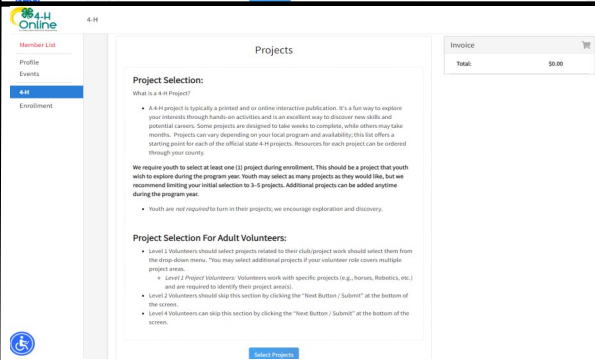 4-H
Online
4-H
Member List
Profile
Events
4-H
Enrollment
Projects
Project Selection:
What is a 4-H Project?
• A 4-H project is typically a printed and or online interactive publication. It's a fun way to explore
your interests through hands-on activities and is an excellent way to discover new skills and
potential careers. Some projects are designed to take weeks to complete, while others may take
months. Projects can vary depending on your local program and availability; this list offers a
starting point for each of the official state 4-H projects. Resources for each project can be ordered
through your county.
We require youth to select at least one (1) project during enrollment. This should be a project that youth
wish to explore during the program year. Youth may select as many projects as they would like, but we
recommend limiting your initial selection to 3–5 projects. Additional projects can be added anytime
during the program year.
• Youth are not required to turn in their projects; we encourage exploration and discovery.
Project Selection For Adult Volunteers:
• Level 1 Volunteers should select projects related to their club/project work should select them from
the drop-down menu. "You may select additional projects if your volunteer role covers multiple
project areas.
Level 1 Project Volunteers: Volunteers work with specific projects (e.g., horses, Robotics, etc.)
and are required to identify their project area(s).
• Level 2 Volunteers should skip this section by clicking the "Next Button / Submit" at the bottom of
the screen.
• Level 4 Volunteers can skip this section by clicking the "Next Button / Submit" at the bottom of the
screen.
Select Projects
Invoice
Total: $0.00